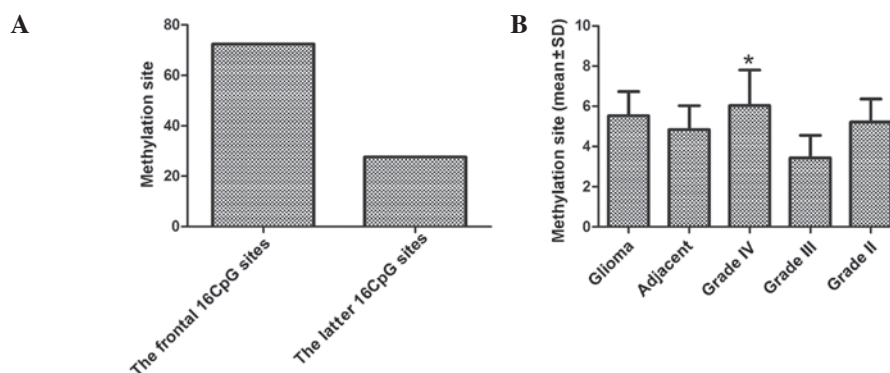 A
Methylation site
80
60
40
20
0
The frontal 16CpG sites
The latter 16CpG sites
B
Methylation site (mean±SD)
10
8
6
4
2
0
*
Glioma
Adjacent
Grade IV
Grade III
Grade II